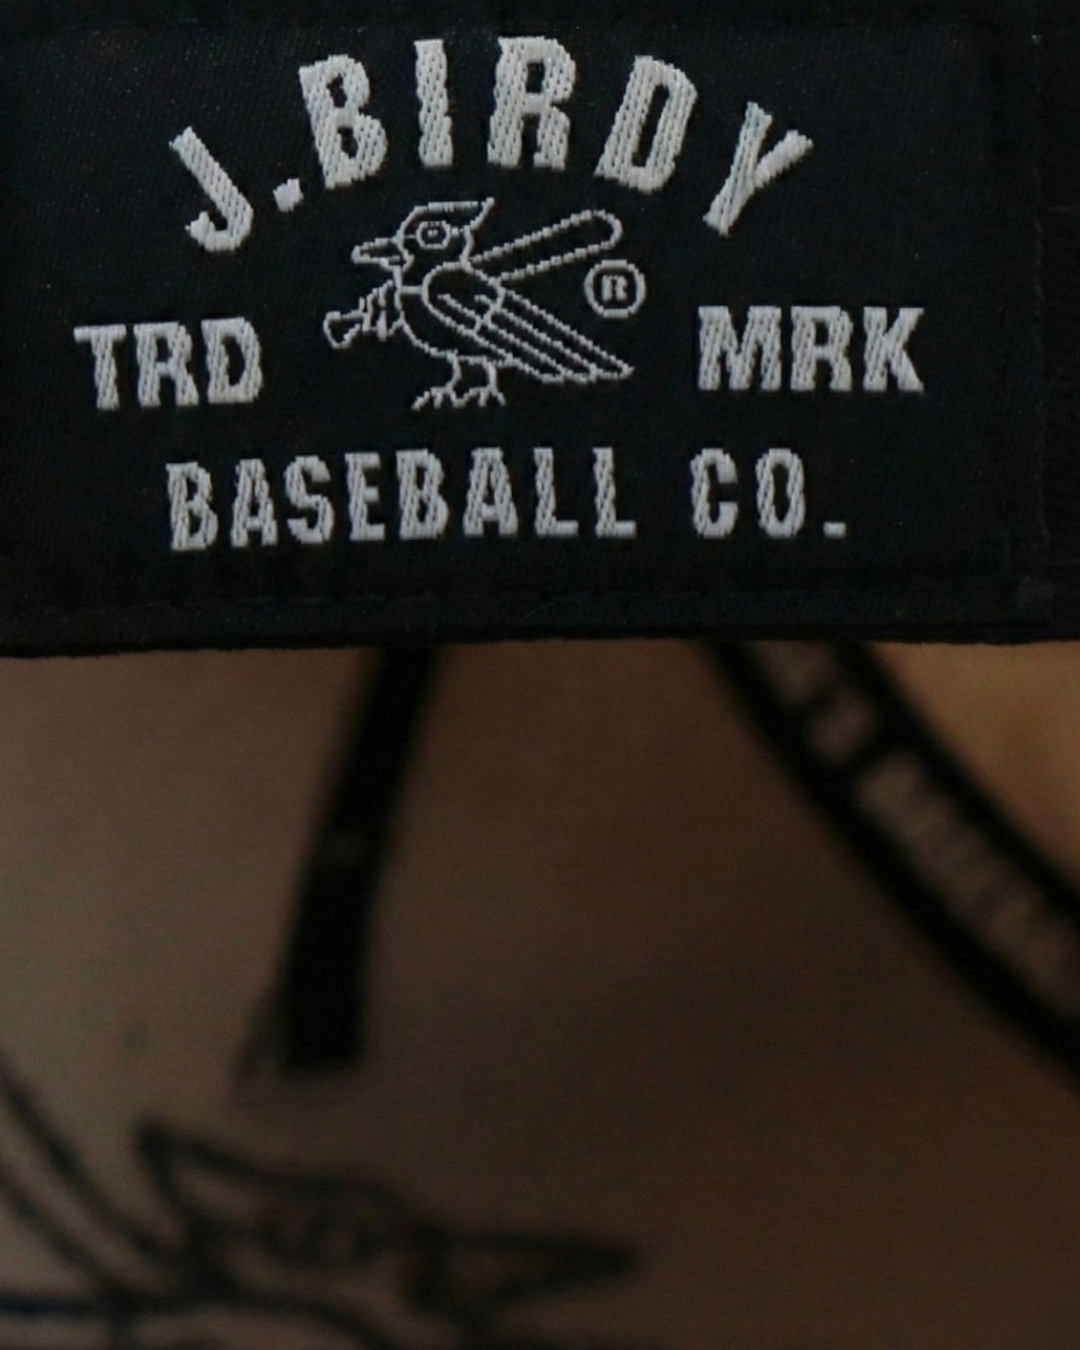 J.BIRDY
®
TRD MRK
BASEBALL CO.